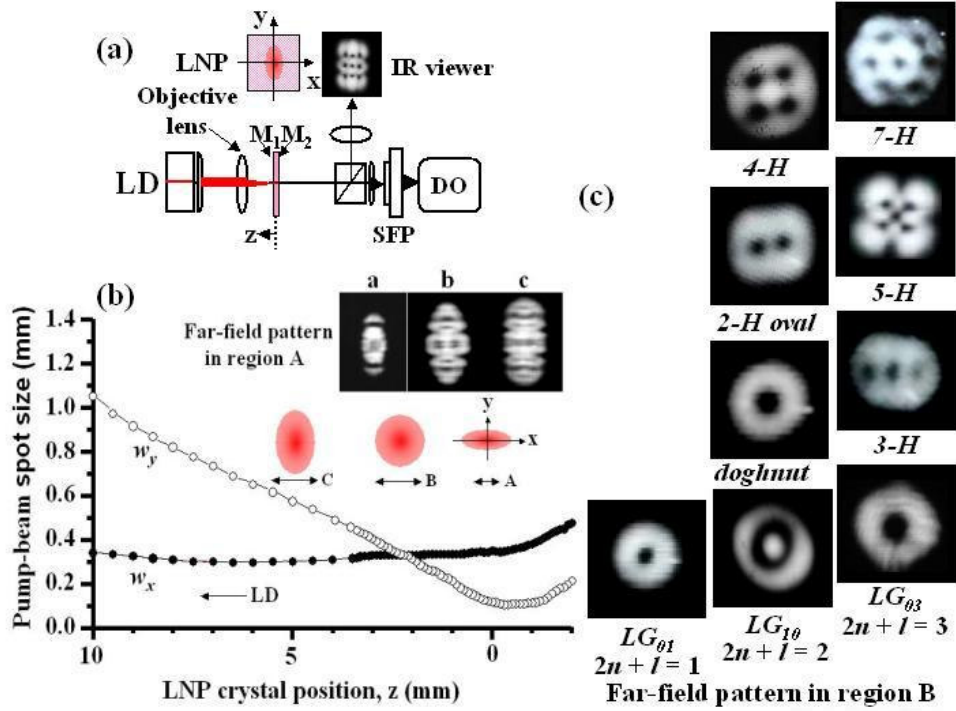 (a)
y
LNP
x
IR viewer
Objective
lens
M1M2
LD
DO
z
SFP
(b)
a b c
Far-field pattern
in region A
y
x
C B A
Pump-beam spot size (mm)
1.4
1.2
1.0
0.8
0.6
0.4
0.2
0.0
wy
wx
LD
10 5 0
LNP crystal position, z (mm)
(c)
4-H
7-H
2-H oval
5-H
doghnut
3-H
LG01
2n + l = 1
LG10
2n + l = 2
LG03
2n + l = 3
Far-field pattern in region B